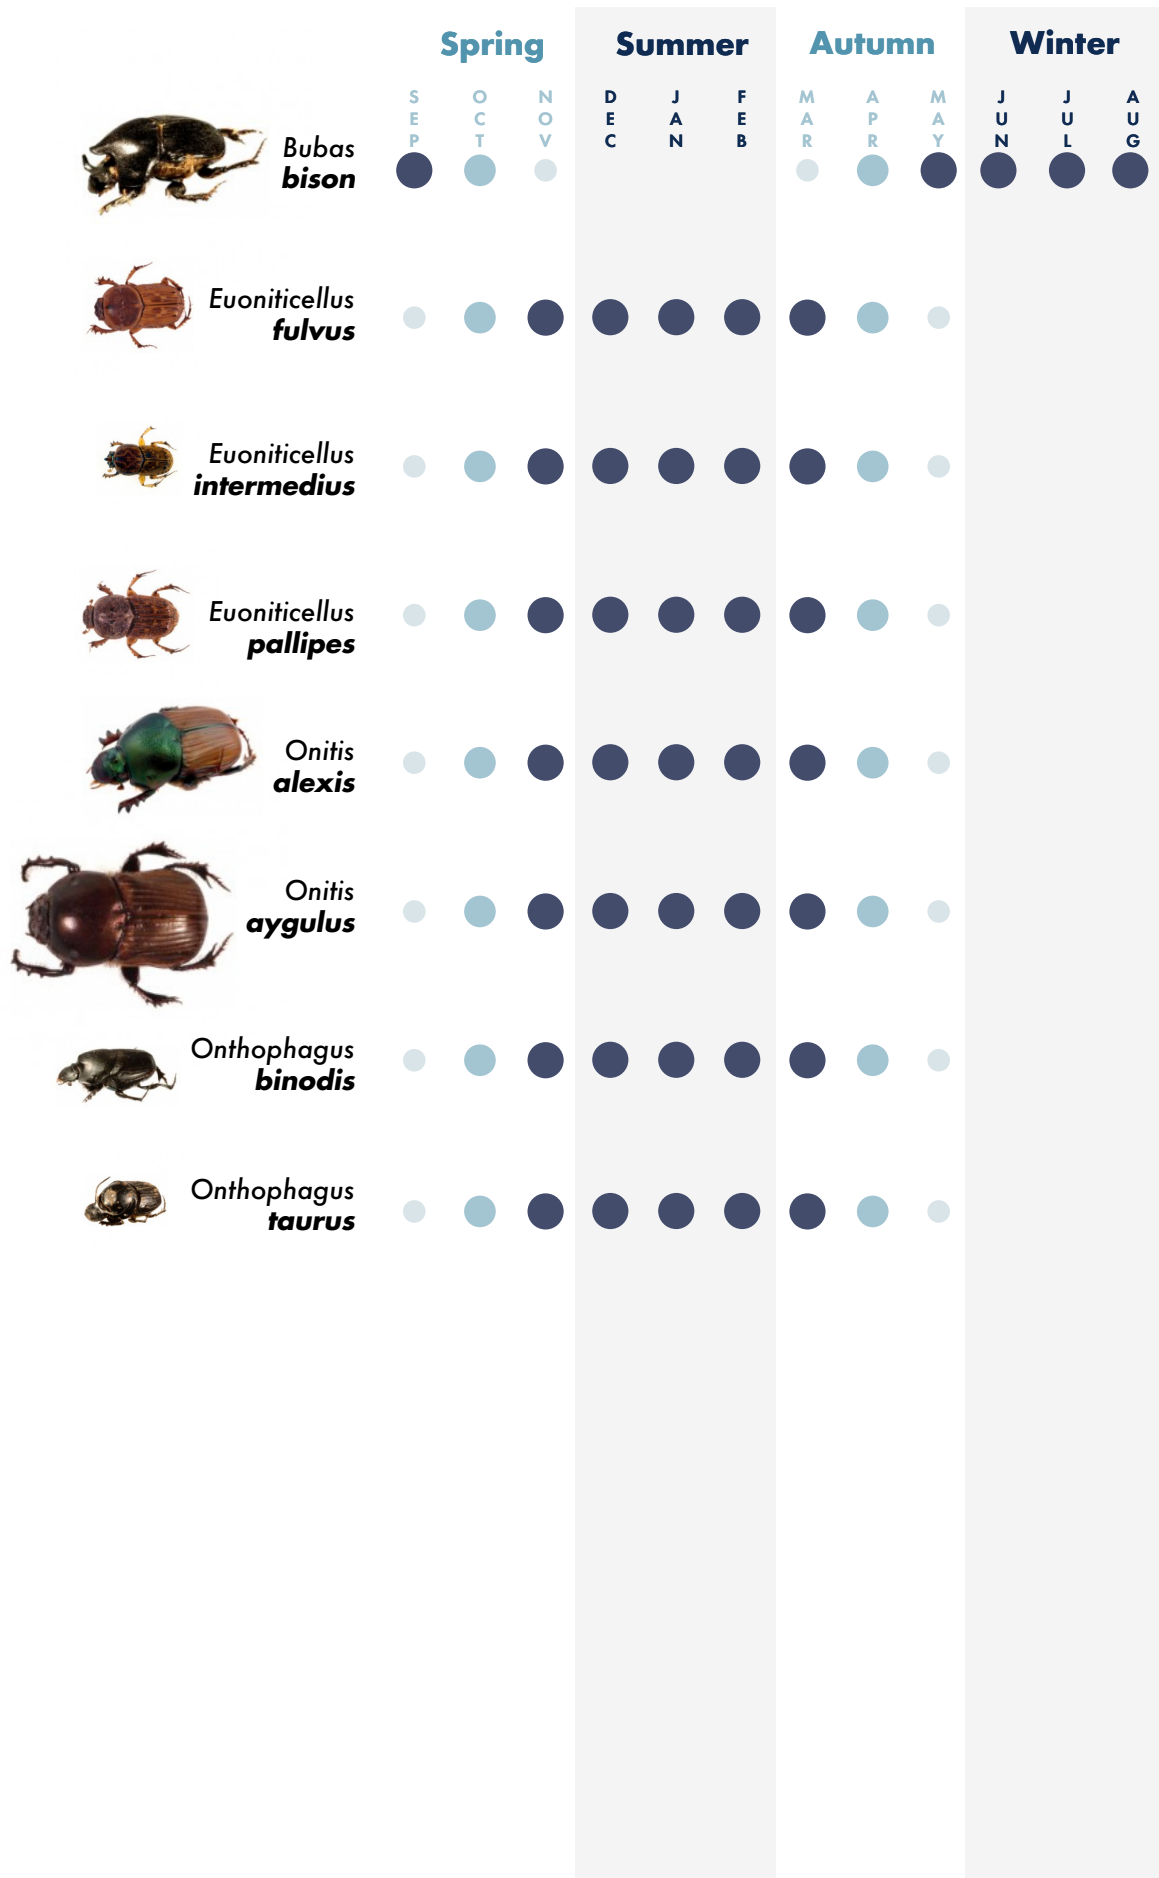 Spring Summer Autumn Winter
SEP OCT NOV DEC JAN FEB MAR APR MAY JUN JUL AUG
Bubas
bison
Euoniticellus
fulvus
Euoniticellus
intermedius
Euoniticellus
pallipes
Onitis
alexis
Onitis
aygulus
Onthophagus
binodis
Onthophagus
taurus